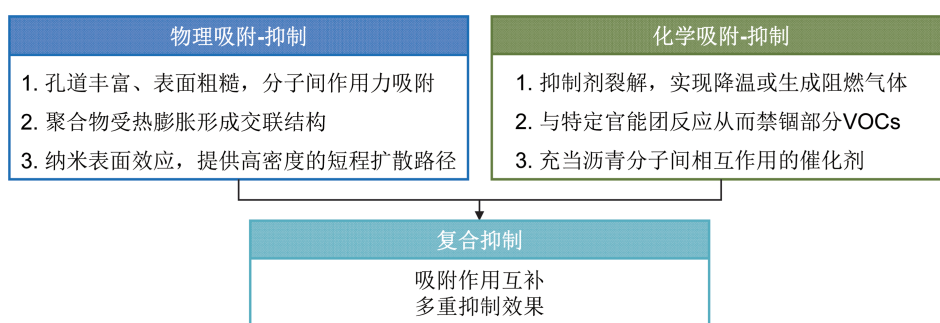 物理吸附-抑制
1. 孔道丰富、表面粗糙，分子间作用力吸附
2. 聚合物受热膨胀形成交联结构
3. 纳米表面效应，提供高密度的短程扩散路径
化学吸附-抑制
1. 抑制剂裂解，实现降温或生成阻燃气体
2. 与特定官能团反应从而禁锢部分VOCs
3. 充当沥青分子间相互作用的催化剂
复合抑制
吸附作用互补
多重抑制效果